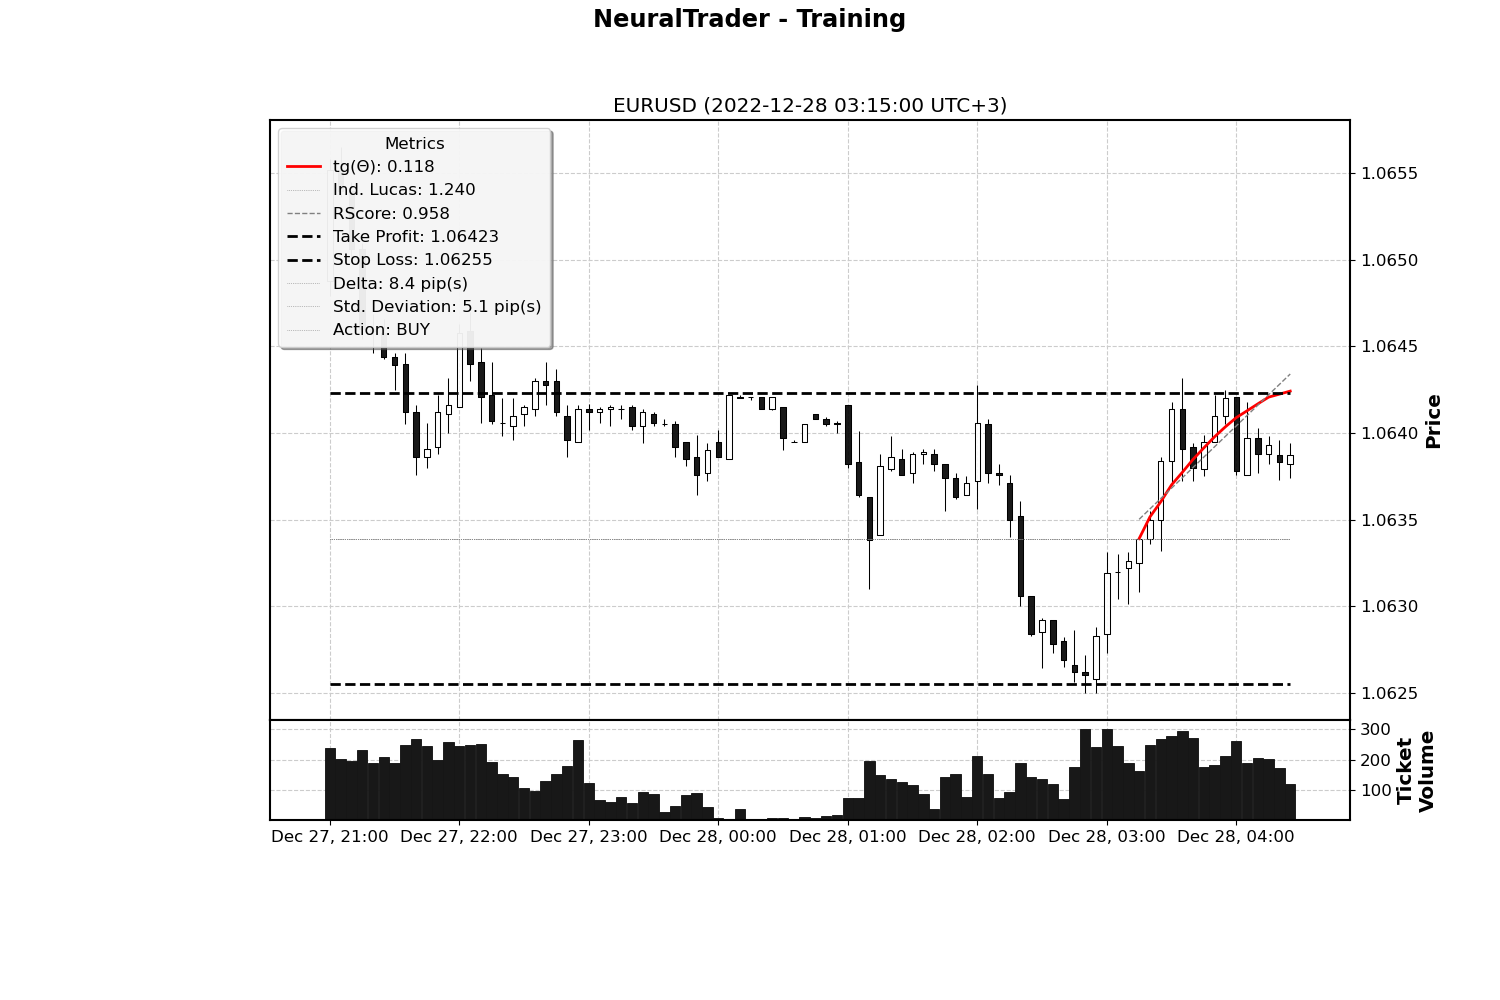 NeuralTrader - Training
EURUSD (2022-12-28 03:15:00 UTC+3)
Metrics
tg(Θ): 0.118
Ind. Lucas: 1.240
RScore: 0.958
Take Profit: 1.06423
Stop Loss: 1.06255
Delta: 8.4 pip(s)
Std. Deviation: 5.1 pip(s)
Action: BUY
1.0655
1.0650
1.0645
1.0640
1.0635
1.0630
1.0625
Price
300
200
100
Ticket
Volume
Dec 27, 21:00 Dec 27, 22:00 Dec 27, 23:00 Dec 28, 00:00 Dec 28, 01:00 Dec 28, 02:00 Dec 28, 03:00 Dec 28, 04:00